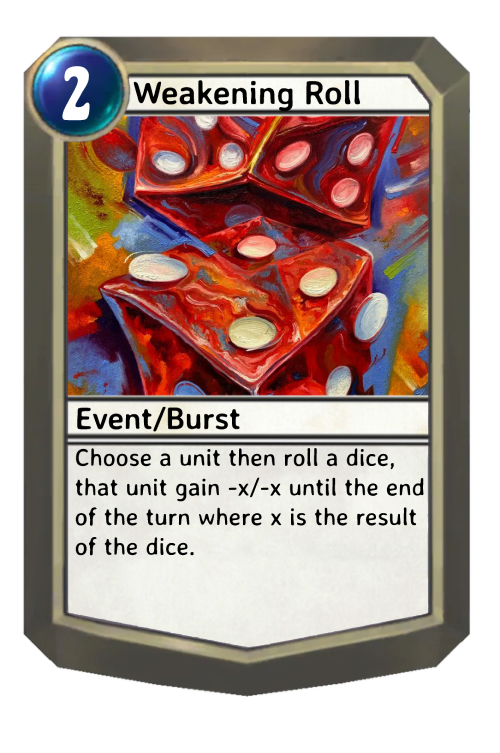 2
Weakening Roll
Event/Burst
Choose a unit then roll a dice,
that unit gain -x/-x until the end
of the turn where x is the result
of the dice.